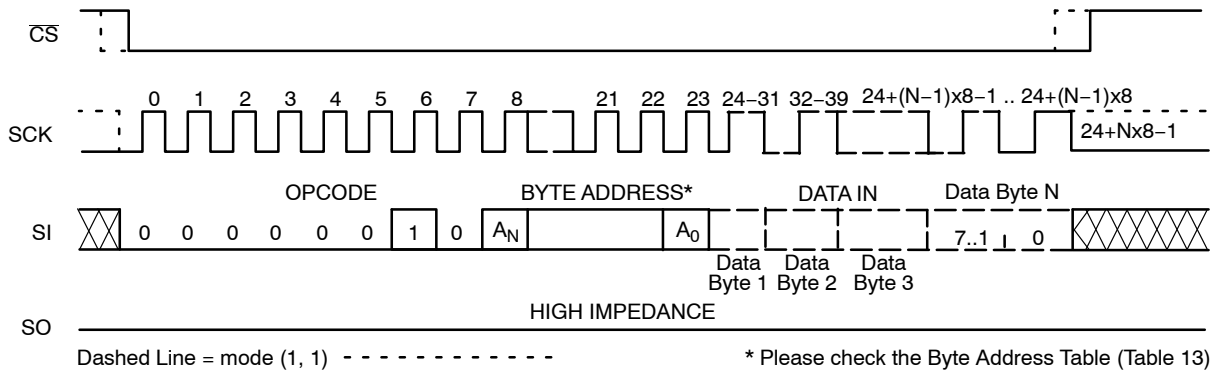 CS
0 1 2 3 4 5 6 7 8 21 22 23 24−31 32−39 24+(N−1)x8−1 .. 24+(N−1)x8
SCK
24+Nx8−1
OPCODE BYTE ADDRESS* DATA IN Data Byte N
SI 0 0 0 0 0 0 1 0 AN A0 7..1 0
Data Data Data
Byte 1 Byte 2 Byte 3
HIGH IMPEDANCE
SO
Dashed Line = mode (1, 1) * Please check the Byte Address Table (Table 13)